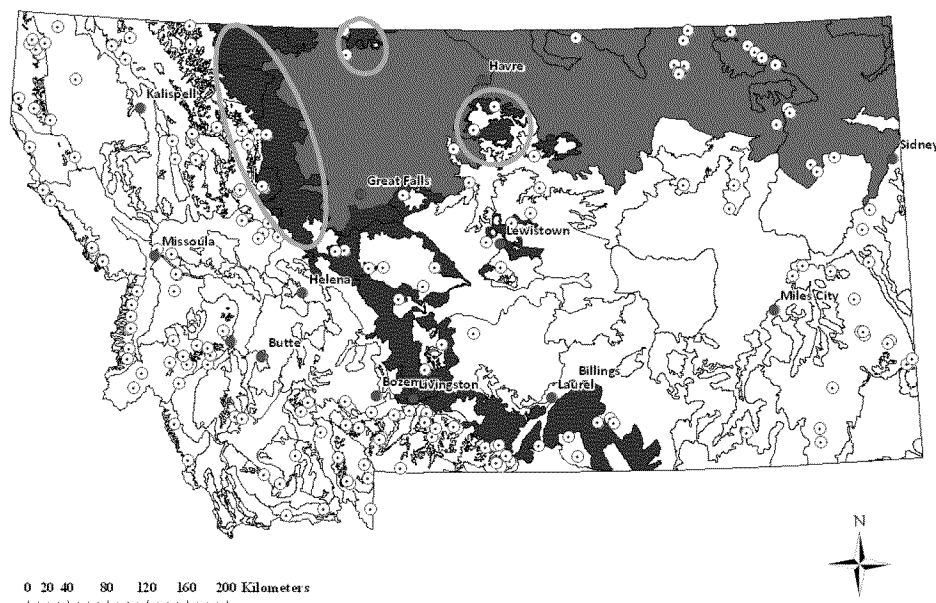 Havre
Kalispell
Sidney
Great Falls
Lewistown
Missoula
Helena
Miles City
Butte
Billings
Bozem
Livingston
Laurel
N
0 20 40 80 120 160 200 Kilometers